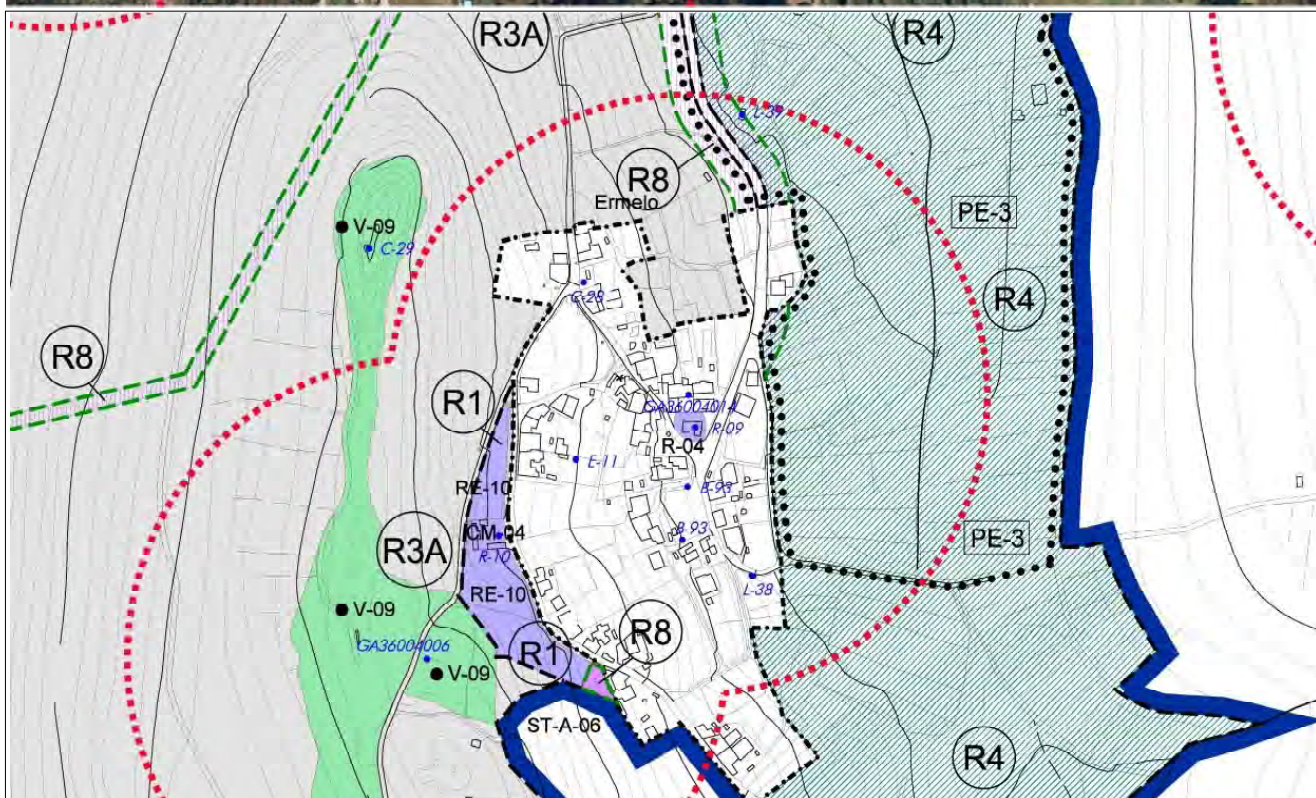 R3A
R4
L-39
R8
Ermelo
PE-3
V-09
C-29
C-28
R4
R8
R1
GA36004014
R-09
R-04
E-11
RE-10
B-93
CM-04
R-10
PE-3
B 93
R3A
L-38
RE-10
V-09
R8
GA36004006
R1
V-09
ST-A-06
R4